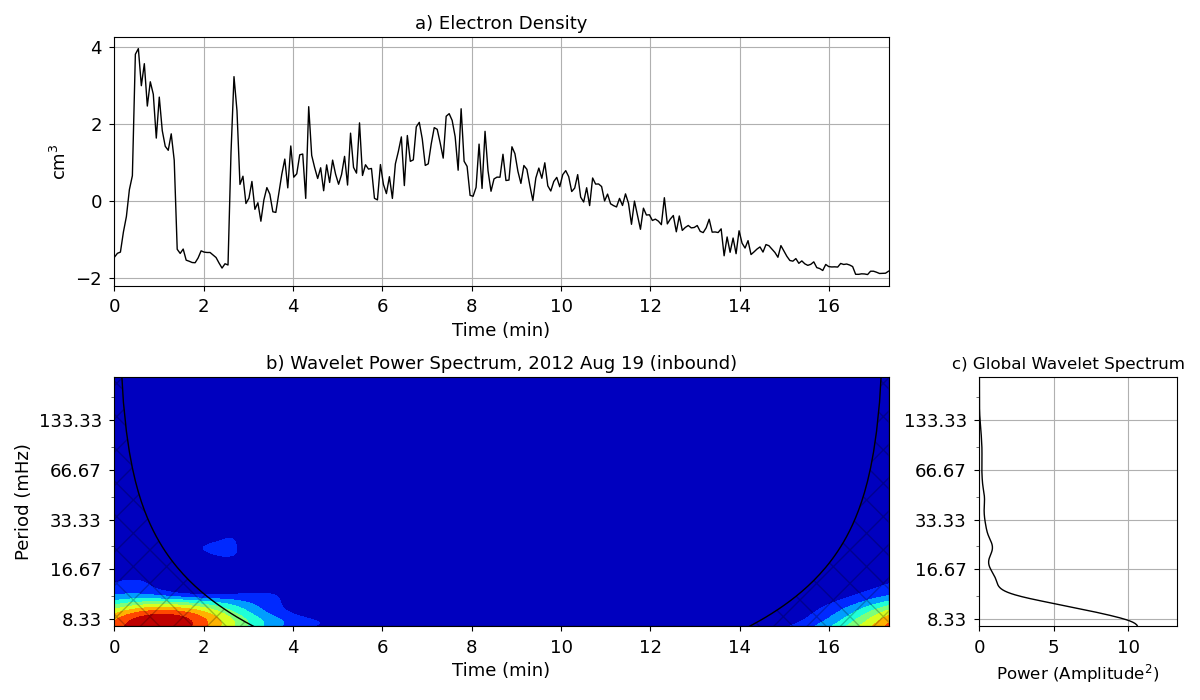 a) Electron Density
cm³
4
2
0
−2
0 2 4 6 8 10 12 14 16
Time (min)
b) Wavelet Power Spectrum, 2012 Aug 19 (inbound)
Period (mHz)
133.33
66.67
33.33
16.67
8.33
0 2 4 6 8 10 12 14 16
Time (min)
c) Global Wavelet Spectrum
133.33
66.67
33.33
16.67
8.33
0 5 10
Power (Amplitude²)